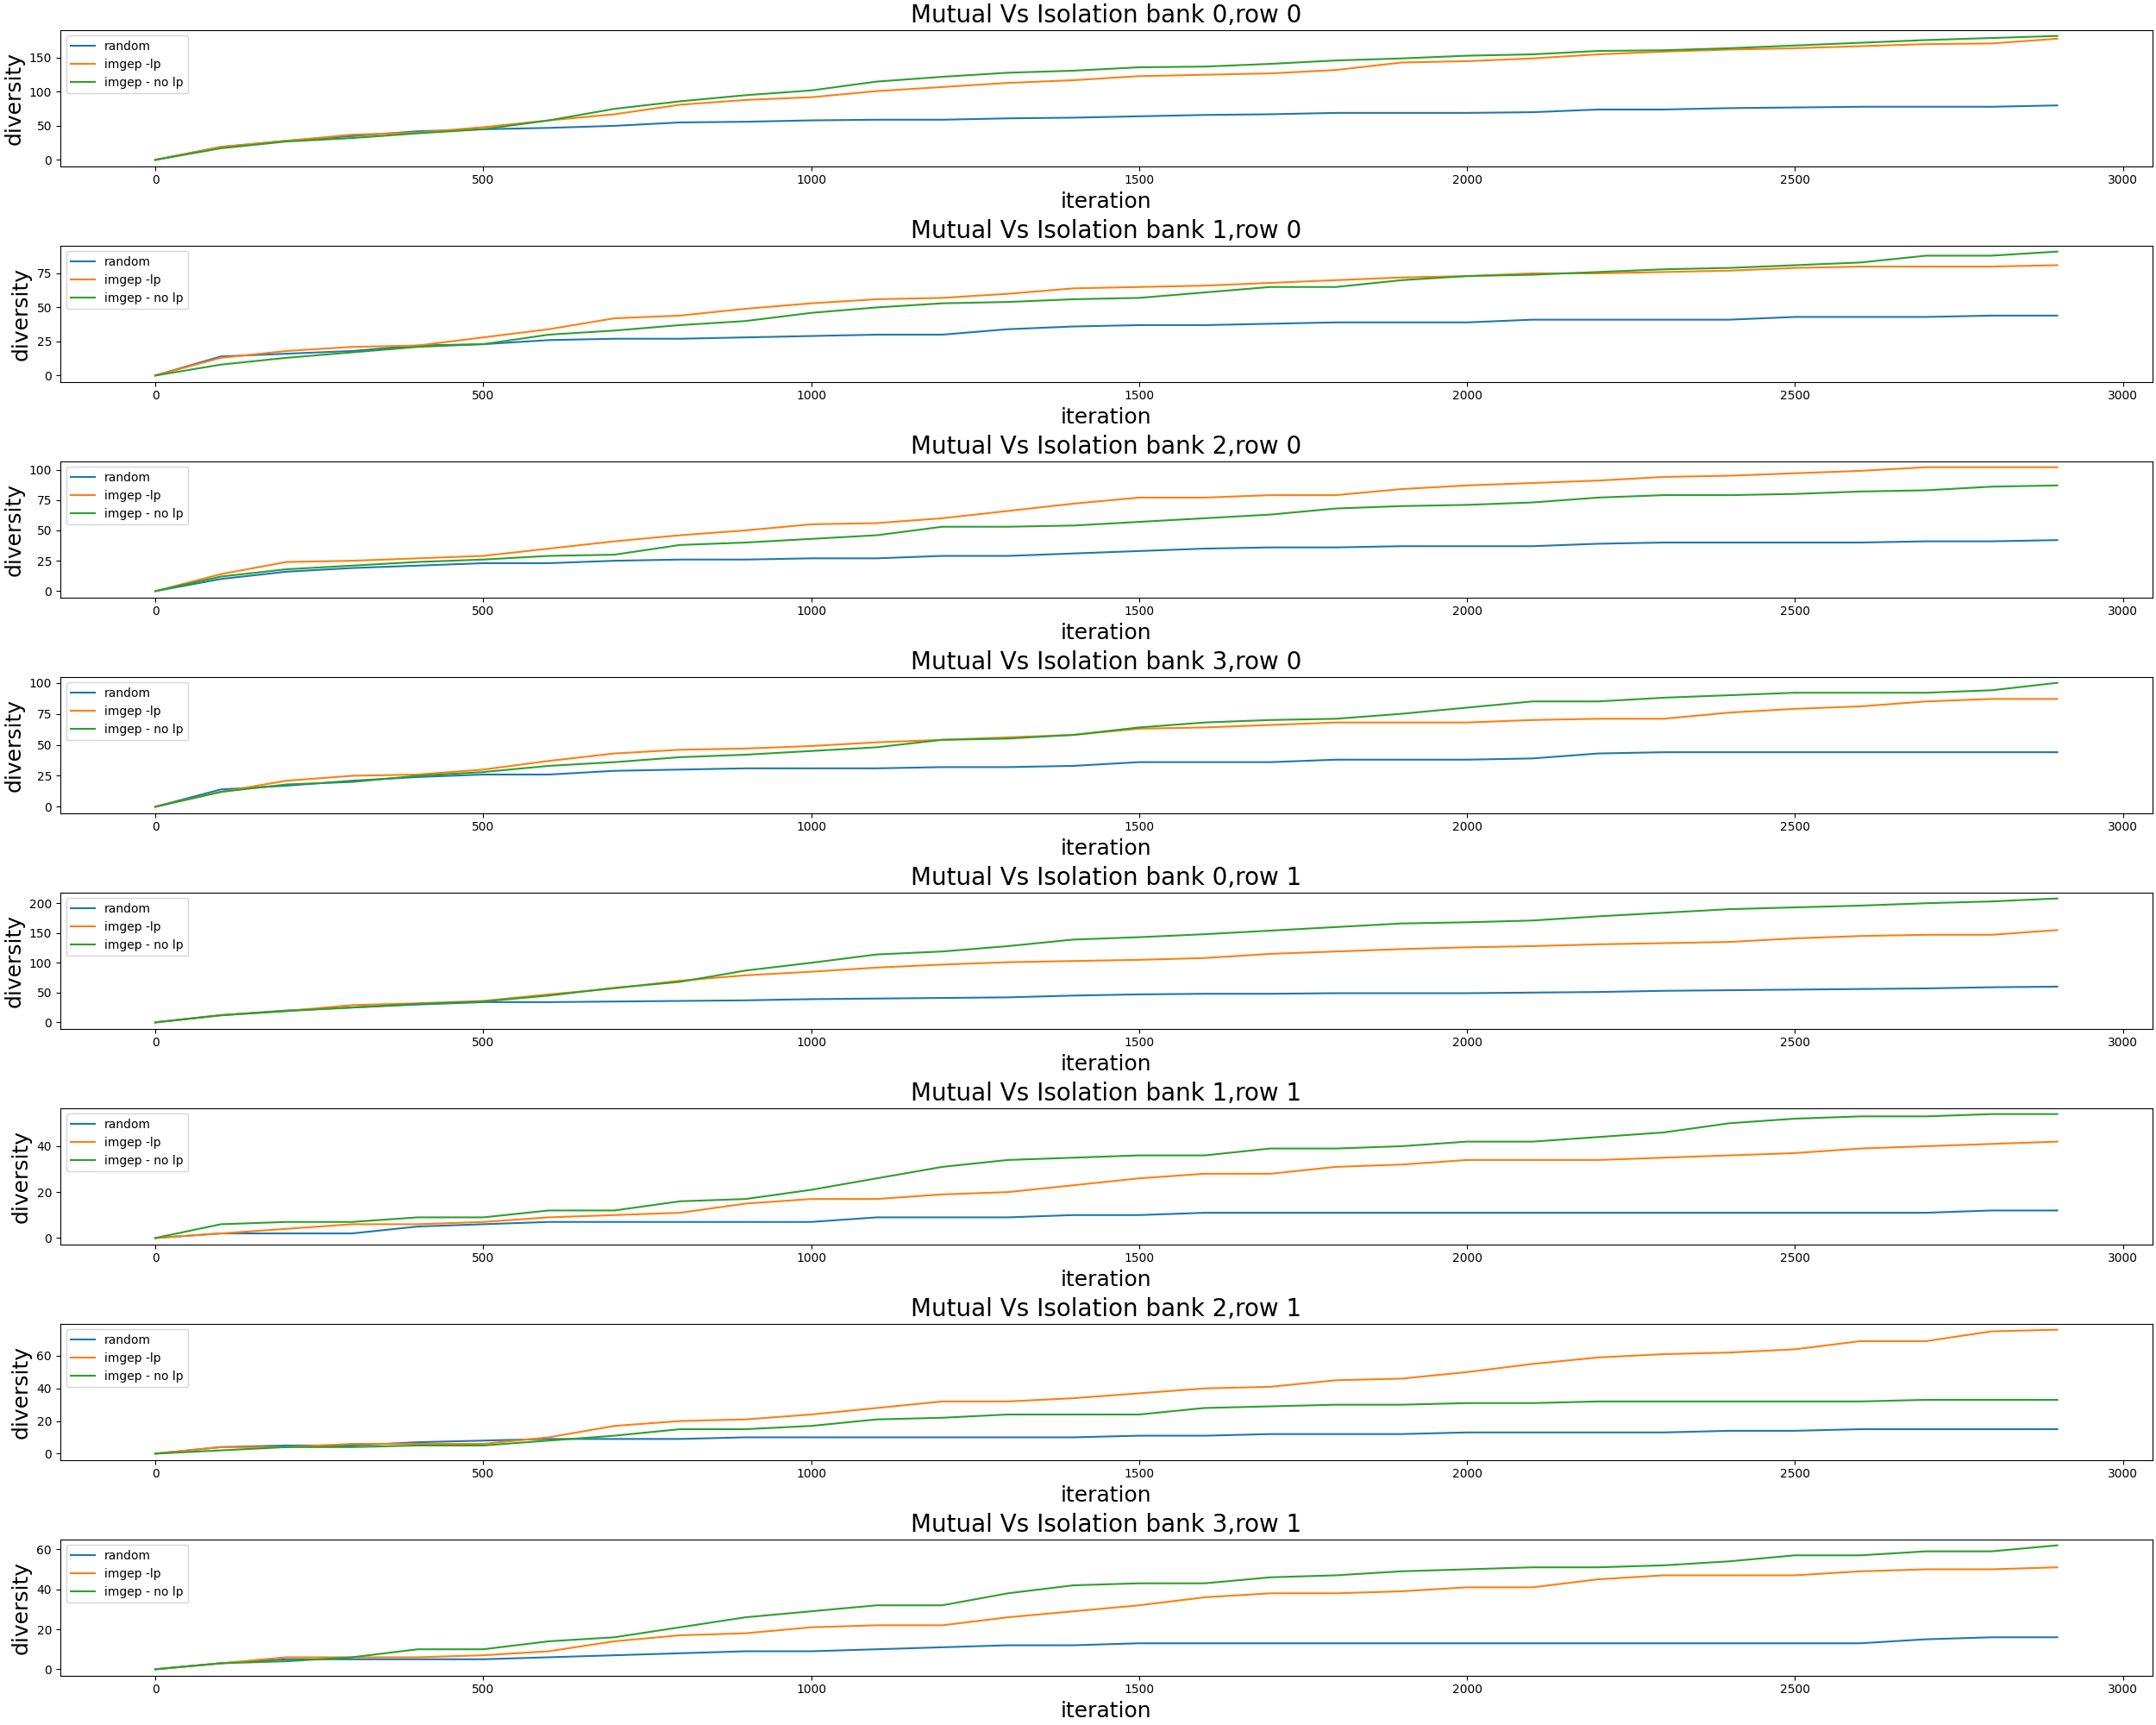 Mutual Vs Isolation bank 0,row 0
random
imgep -lp
imgep - no lp
diversity
150
100
50
0
0 500 1000 1500 2000 2500 3000
iteration
Mutual Vs Isolation bank 1,row 0
random
imgep -lp
imgep - no lp
diversity
75
50
25
0
0 500 1000 1500 2000 2500 3000
iteration
Mutual Vs Isolation bank 2,row 0
random
imgep -lp
imgep - no lp
diversity
100
75
50
25
0
0 500 1000 1500 2000 2500 3000
iteration
Mutual Vs Isolation bank 3,row 0
random
imgep -lp
imgep - no lp
diversity
100
75
50
25
0
0 500 1000 1500 2000 2500 3000
iteration
Mutual Vs Isolation bank 0,row 1
random
imgep -lp
imgep - no lp
diversity
200
150
100
50
0
0 500 1000 1500 2000 2500 3000
iteration
Mutual Vs Isolation bank 1,row 1
random
imgep -lp
imgep - no lp
diversity
40
20
0
0 500 1000 1500 2000 2500 3000
iteration
Mutual Vs Isolation bank 2,row 1
random
imgep -lp
imgep - no lp
diversity
60
40
20
0
0 500 1000 1500 2000 2500 3000
iteration
Mutual Vs Isolation bank 3,row 1
random
imgep -lp
imgep - no lp
diversity
60
40
20
0
0 500 1000 1500 2000 2500 3000
iteration